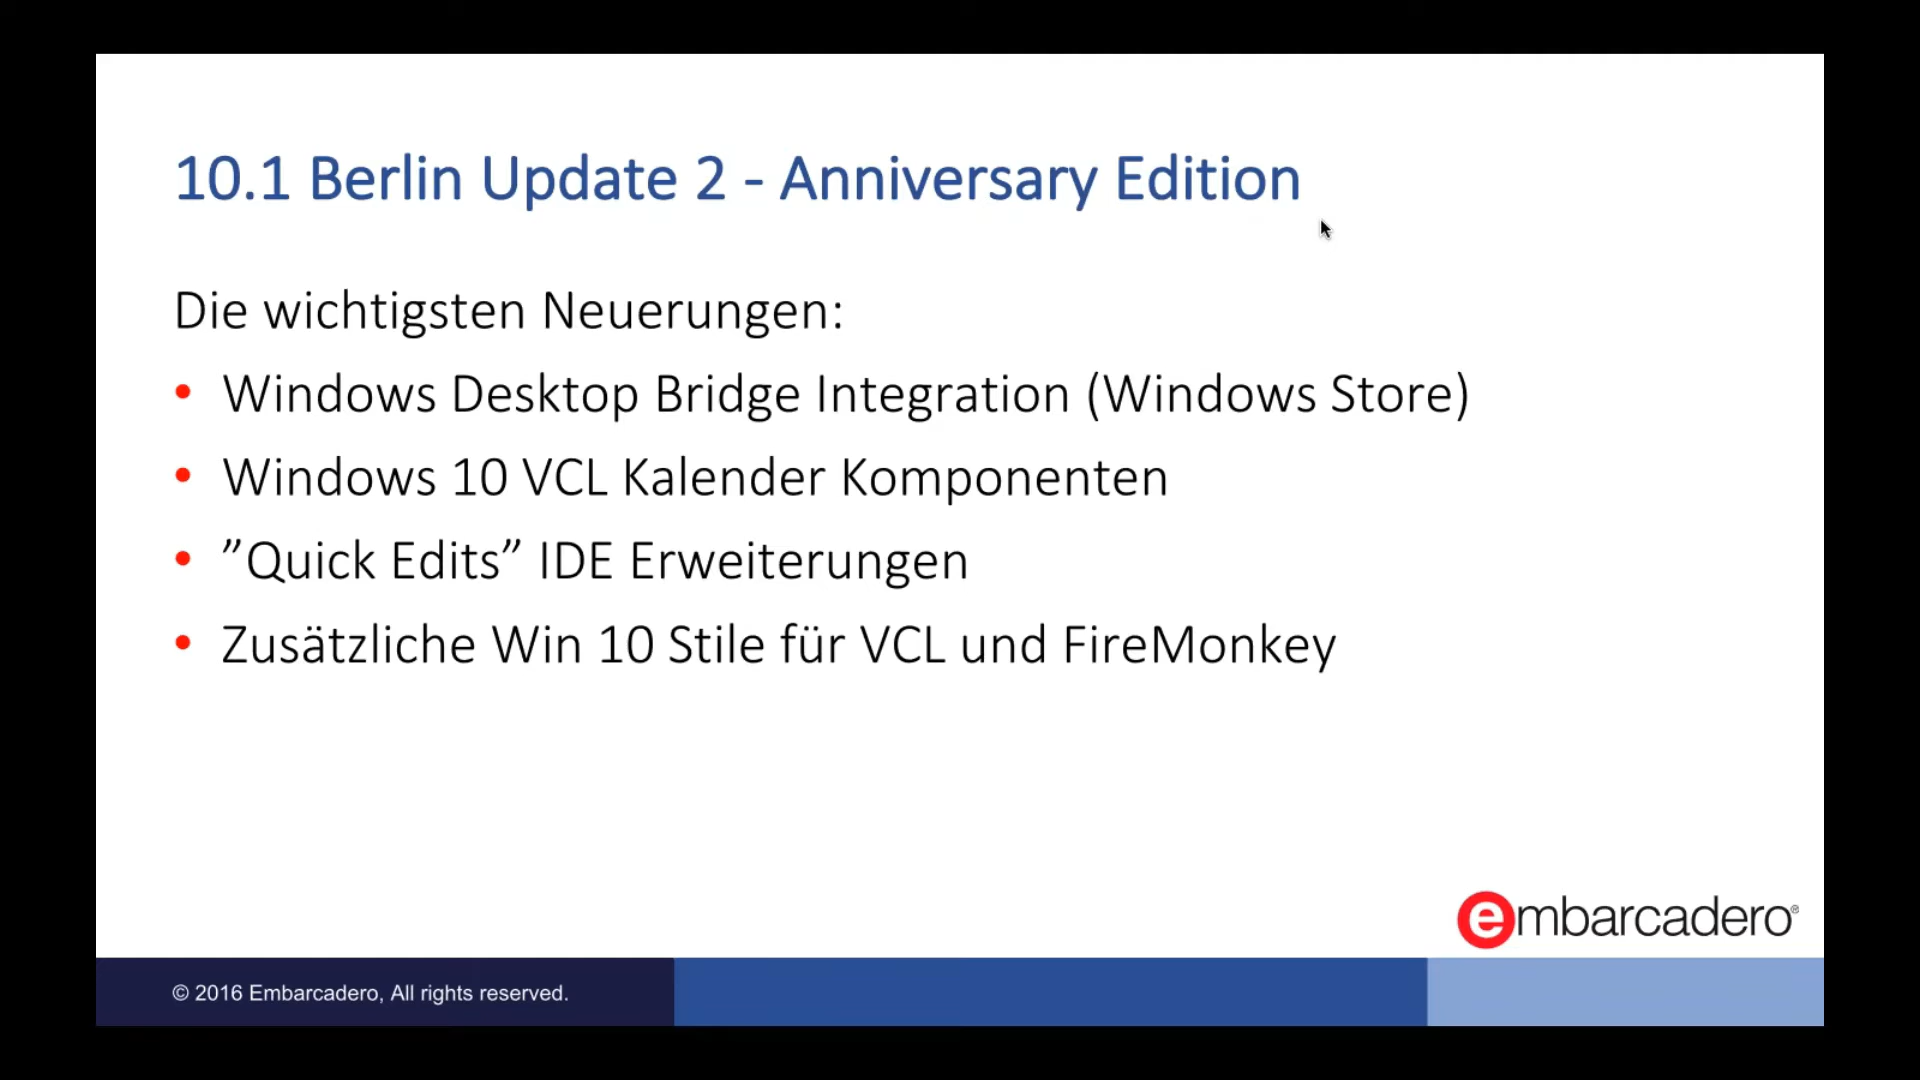 10.1 Berlin Update 2 - Anniversary Edition
Die wichtigsten Neuerungen:
• Windows Desktop Bridge Integration (Windows Store)
• Windows 10 VCL Kalender Komponenten
• ”Quick Edits” IDE Erweiterungen
• Zusätzliche Win 10 Stile für VCL und FireMonkey
embarcadero®
© 2016 Embarcadero, All rights reserved.